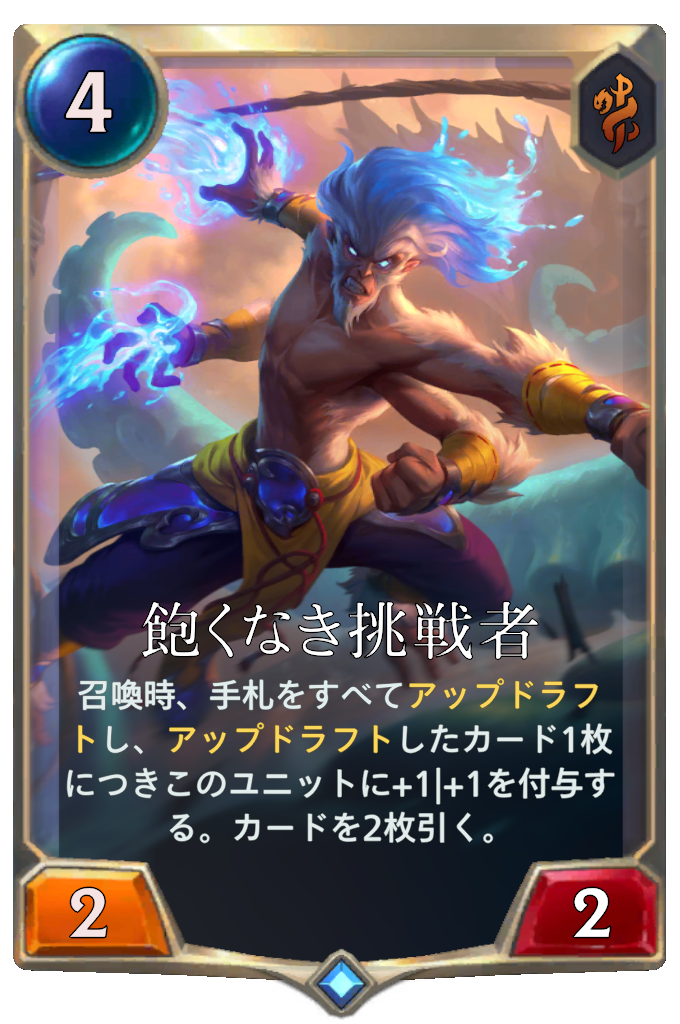 4
飽くなき挑戦者
召喚時、手札をすべてアップドラフ
トし、アップドラフトしたカード1枚
につきこのユニットに+1|+1を付与す
る。カードを2枚引く。
2
2